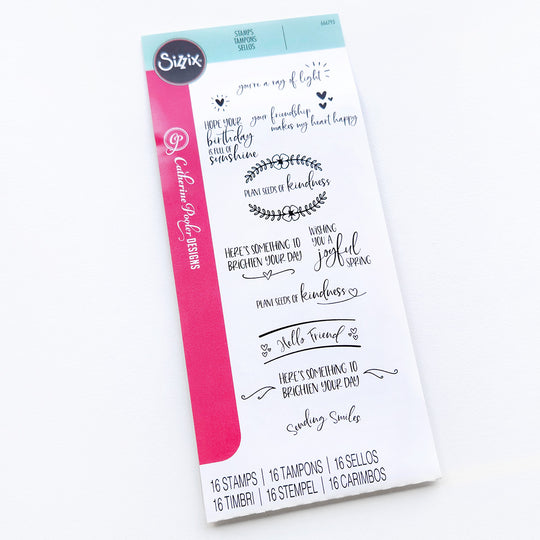 Sizzix
STAMPS
TAMPONS
SELLOS
Catherine Pooler DESIGNS
you're a ray of light
HOPE YOUR
birthday
IS FULL OF
sunshine
your friendship
makes my heart happy
PLANT SEEDS OF kindness
HERE'S SOMETHING TO
BRIGHTEN YOUR DAY
WISHING
YOU A
joyful
SPRING
PLANT SEEDS OF kindness
Hello Friend
HERE'S SOMETHING TO
BRIGHTEN YOUR DAY
Sending Smiles
16 STAMPS | 16 TAMPONS | 16 SELLOS
16 TIMBRI | 16 STEMPEL | 16 CARIMBOS